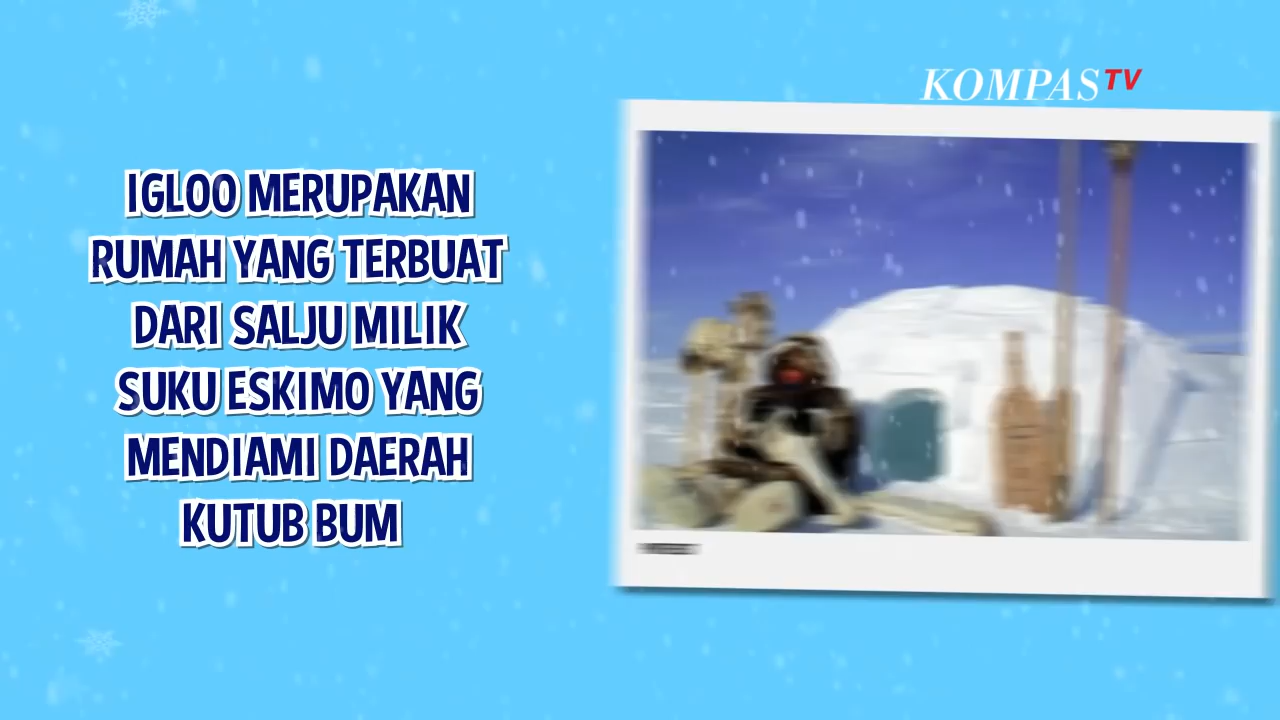 KOMPAS TV
IGLOO MERUPAKAN
RUMAH YANG TERBUAT
DARI SALJU MILIK
SUKU ESKIMO YANG
MENDIAMI DAERAH
KUTUB BUM